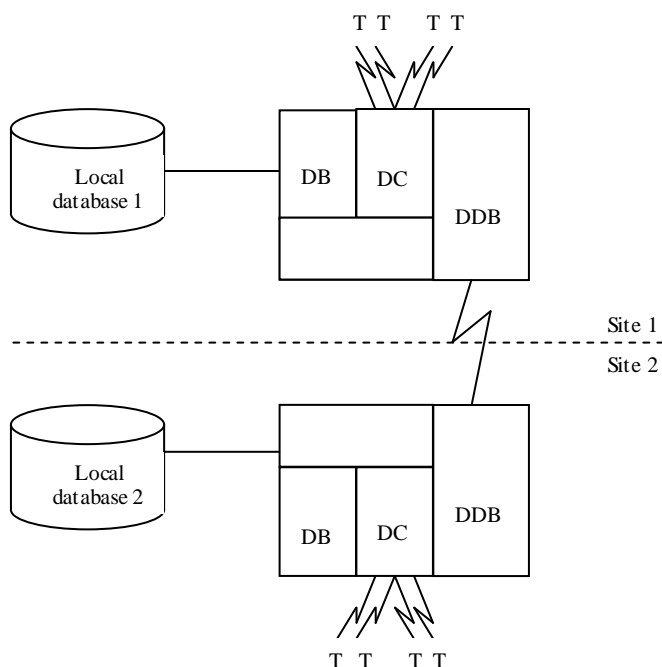 T T T T
Local
database 1
DB
DC
DDB
Site 1
Site 2
Local
database 2
DB
DC
DDB
T T T T